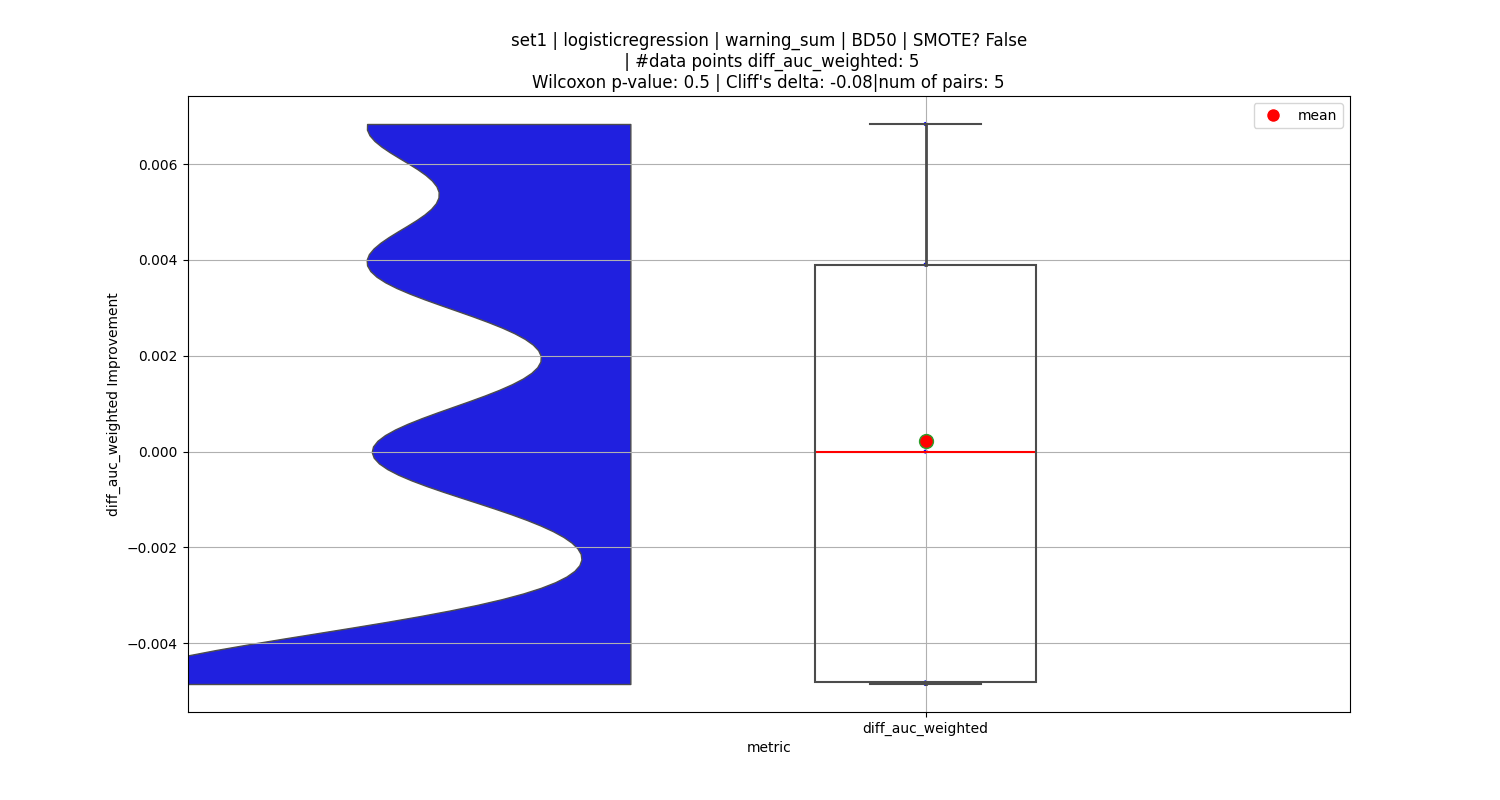 set1 | logisticregression | warning_sum | BD50 | SMOTE? False
| #data points diff_auc_weighted: 5
Wilcoxon p-value: 0.5 | Cliff's delta: -0.08|num of pairs: 5
mean
0.006
0.004
0.002
0.000
−0.002
−0.004
diff_auc_weighted Improvement
diff_auc_weighted
metric